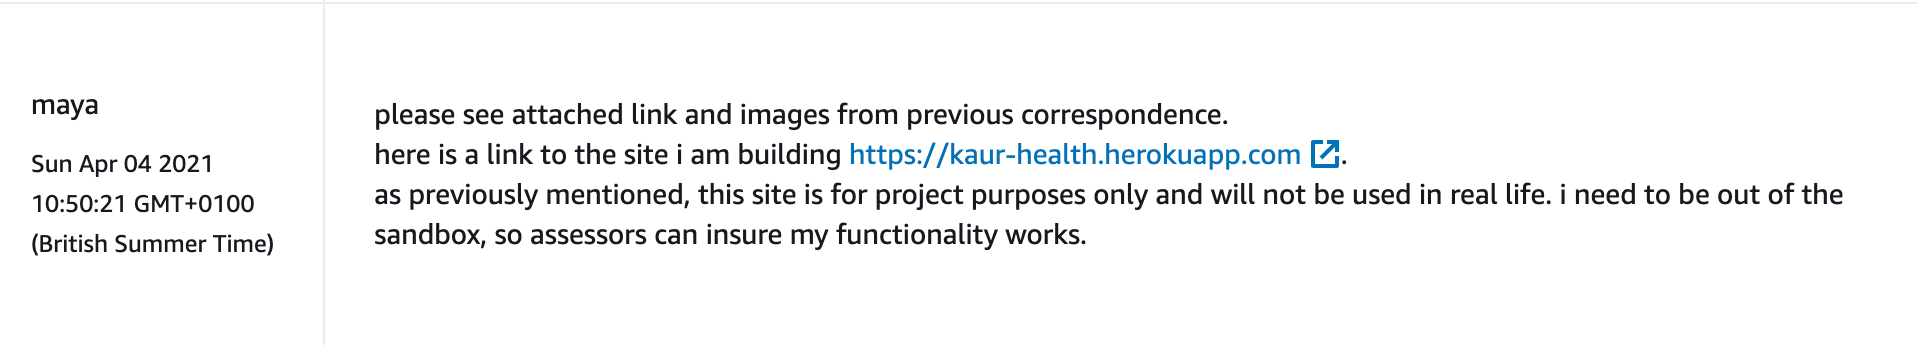 maya
Sun Apr 04 2021
10:50:21 GMT+0100
(British Summer Time)
please see attached link and images from previous correspondence.
here is a link to the site i am building https://kaur-health.herokuapp.com.
as previously mentioned, this site is for project purposes only and will not be used in real life. i need to be out of the
sandbox, so assessors can insure my functionality works.